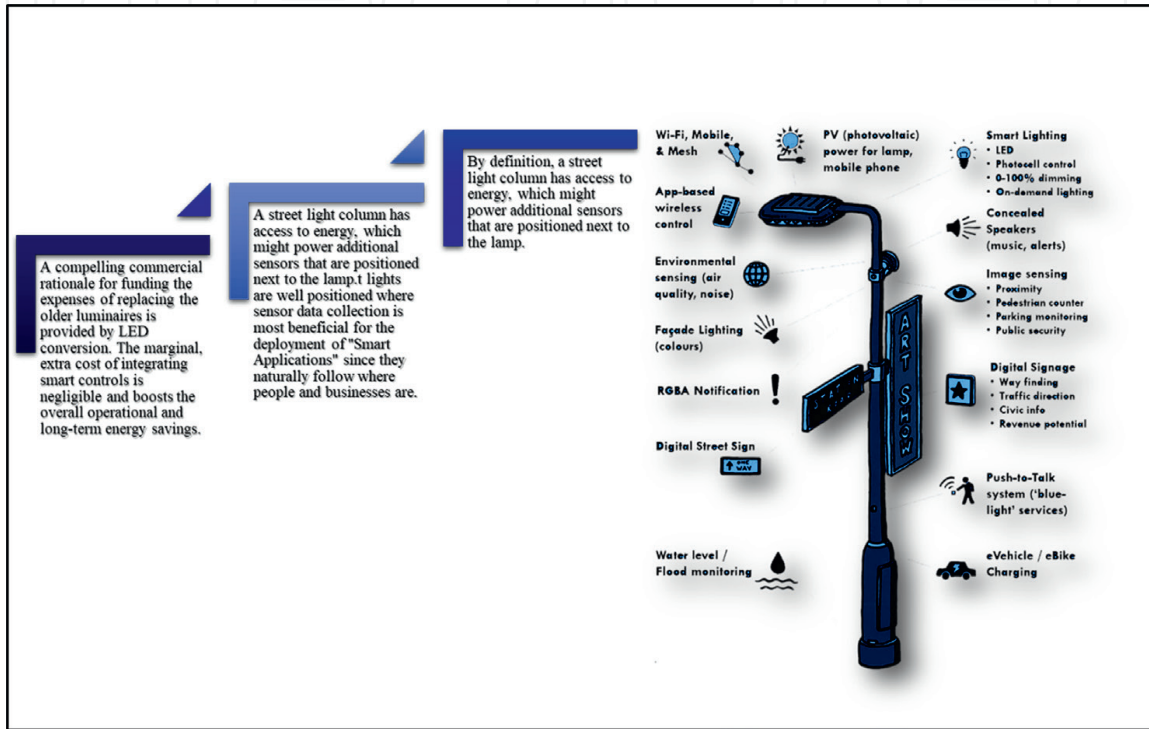 A compelling commercial
rationale for funding the
expenses of replacing the
older luminaires is
provided by LED
conversion. The marginal,
extra cost of integrating
smart controls is
negligible and boosts the
overall operational and
long-term energy savings.
A street light column has
access to energy, which
might power additional
sensors that are positioned
next to the lamp.t lights
are well positioned where
sensor data collection is
most beneficial for the
deployment of "Smart
Applications" since they
naturally follow where
people and businesses are.
By definition, a street
light column has access to
energy, which might
power additional sensors
that are positioned next to
the lamp.
Wi-Fi, Mobile,
& Mesh
App-based
wireless
control
Environmental
sensing (air
quality, noise)
Façade Lighting
(colours)
RGBA Notification
Digital Street Sign
ONE
WAY
Water level /
Flood monitoring
PV (photovoltaic)
power for lamp,
mobile phone
ART SHOW
Smart Lighting
• LED
• Photocell control
• 0-100% dimming
• On-demand lighting
Concealed
Speakers
(music, alerts)
Image sensing
• Proximity
• Pedestrian counter
• Parking monitoring
• Public security
Digital Signage
• Way finding
• Traffic direction
• Civic info
• Revenue potential
Push-to-Talk
system ('blue-
light' services)
eVehicle / eBike
Charging